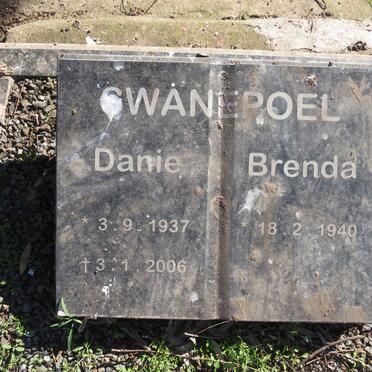 SWANEPOEL
Danie Brenda
* 3 . 9 . 1937 * 18 . 2 . 1940
† 3 . 1 . 2006